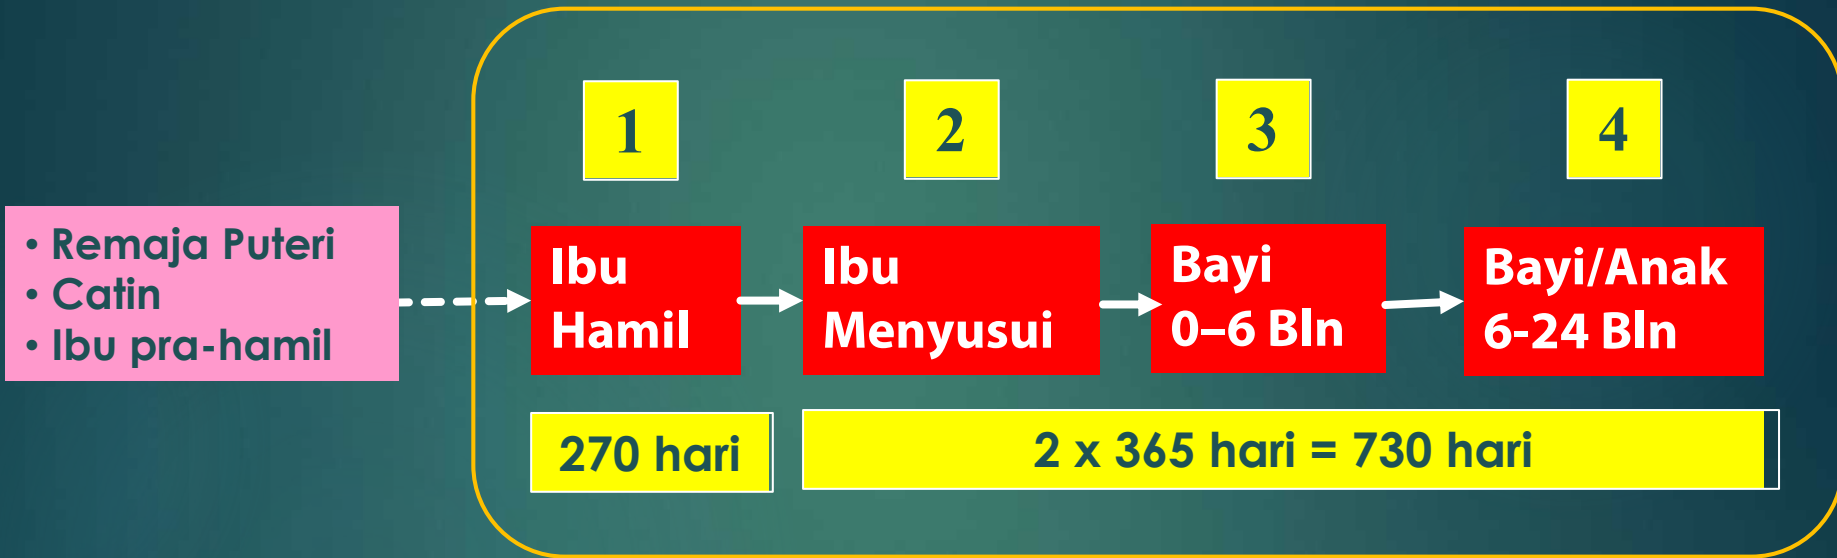 • Remaja Puteri
• Catin
• Ibu pra-hamil
1
Ibu
Hamil
2
Ibu
Menyusui
3
Bayi
0–6 Bln
4
Bayi/Anak
6-24 Bln
270 hari
2 x 365 hari = 730 hari